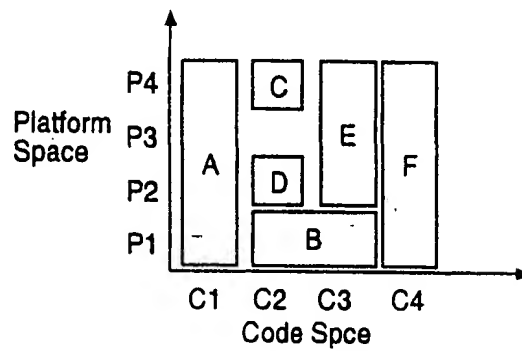 P4
C
Platform
Space
P3
E
A
F
P2
D
P1
B
C1 C2 C3 C4
Code Spce